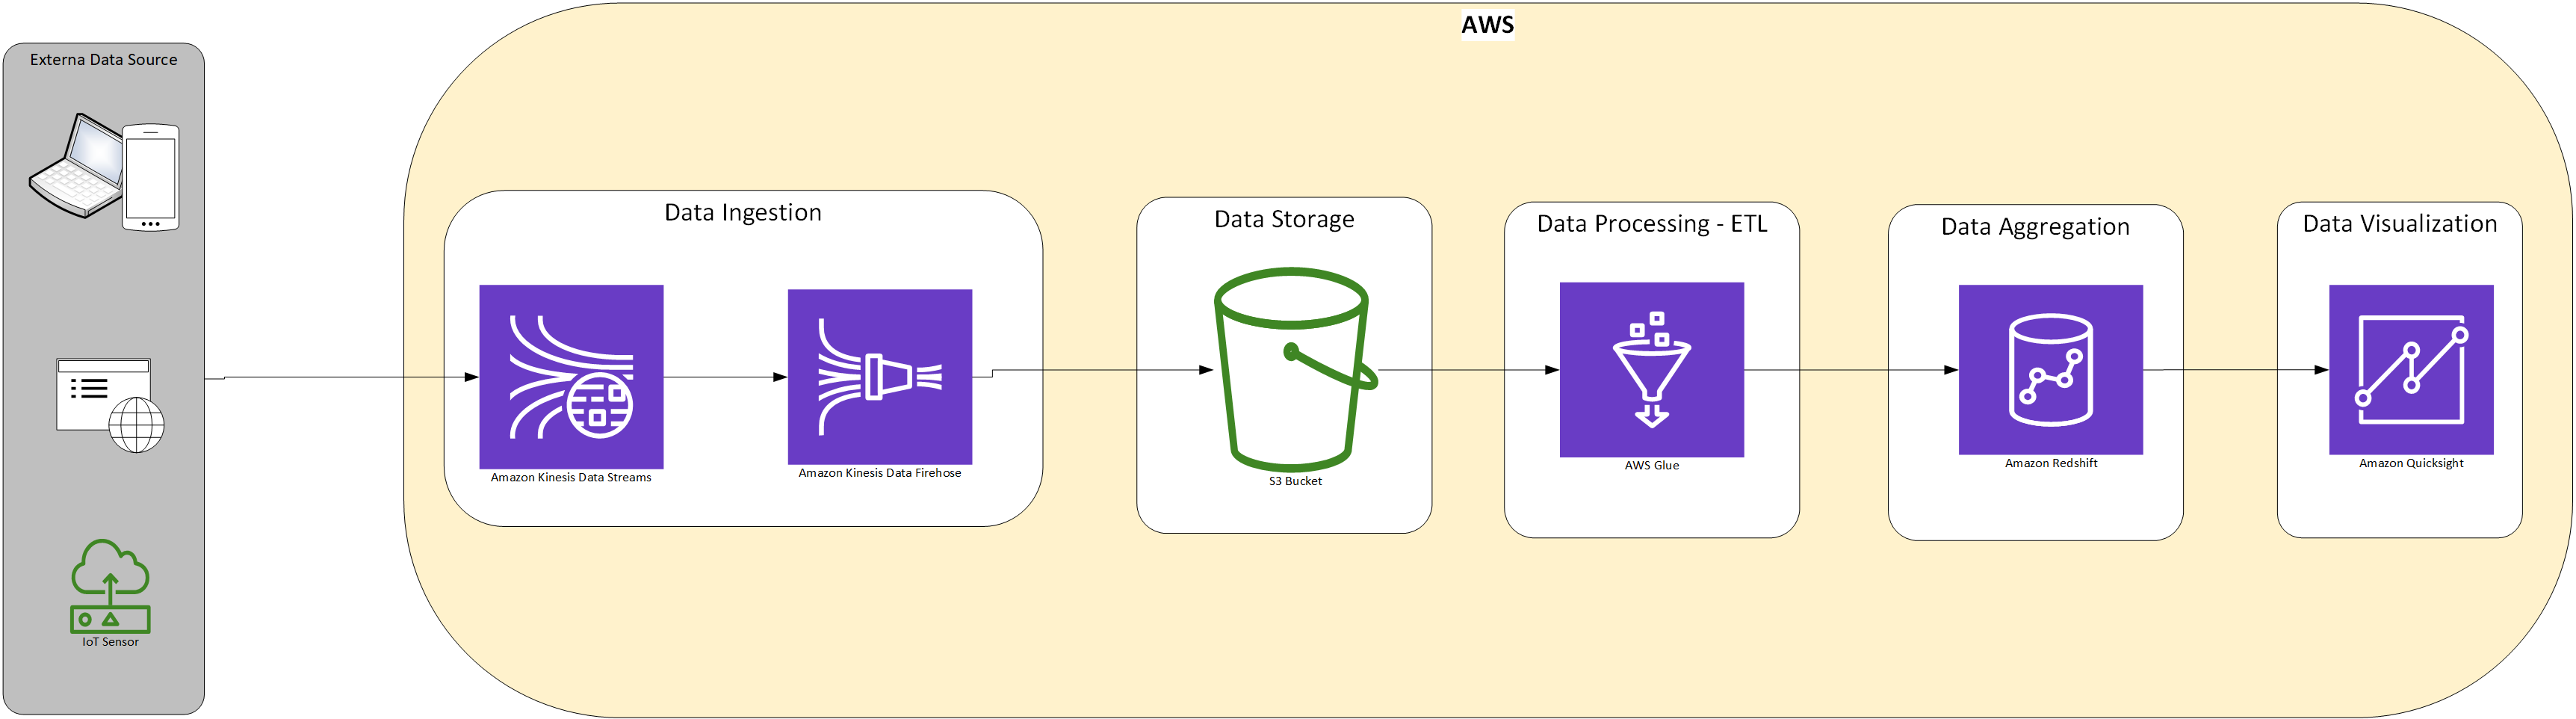 AWS
Externa Data Source
IoT Sensor
Data Ingestion
Amazon Kinesis Data Streams
Amazon Kinesis Data Firehose
Data Storage
S3 Bucket
Data Processing - ETL
AWS Glue
Data Aggregation
Amazon Redshift
Data Visualization
Amazon Quicksight